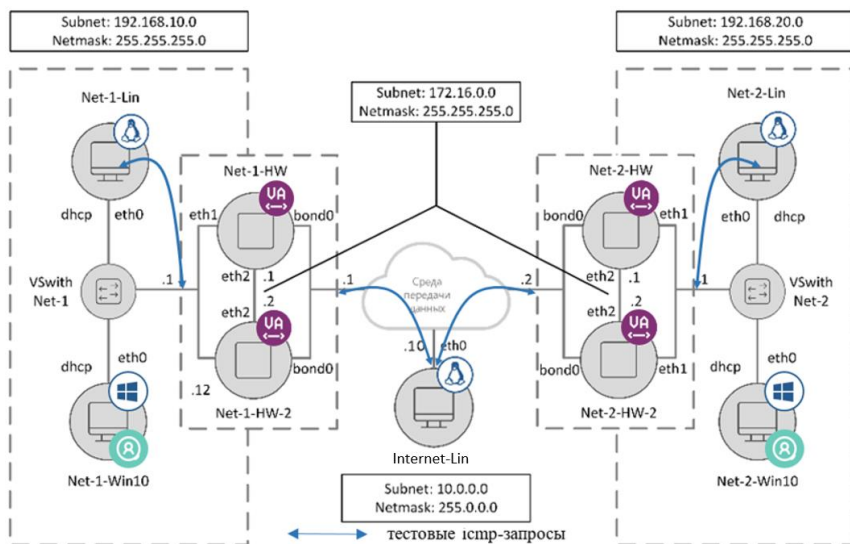 Subnet: 192.168.10.0
Netmask: 255.255.255.0
Subnet: 192.168.20.0
Netmask: 255.255.255.0
Subnet: 172.16.0.0
Netmask: 255.255.255.0
Net-1-Lin
Net-2-Lin
Net-1-HW
Net-2-HW
VA
VA
dhcp
eth0
eth1
bond0
bond0
eth1
eth0
dhcp
VSwith
Net-1
.1
eth2
.1
.2
eth2
.1
Среда
передачи
данных
.2
eth2
.1
.2
eth2
.1
VSwith
Net-2
VA
VA
dhcp
eth0
.12
bond0
.10
eth0
bond0
eth1
dhcp
eth0
Net-1-HW-2
Net-2-HW-2
Internet-Lin
Net-1-Win10
Net-2-Win10
Subnet: 10.0.0.0
Netmask: 255.0.0.0
тестовые icmp-запросы